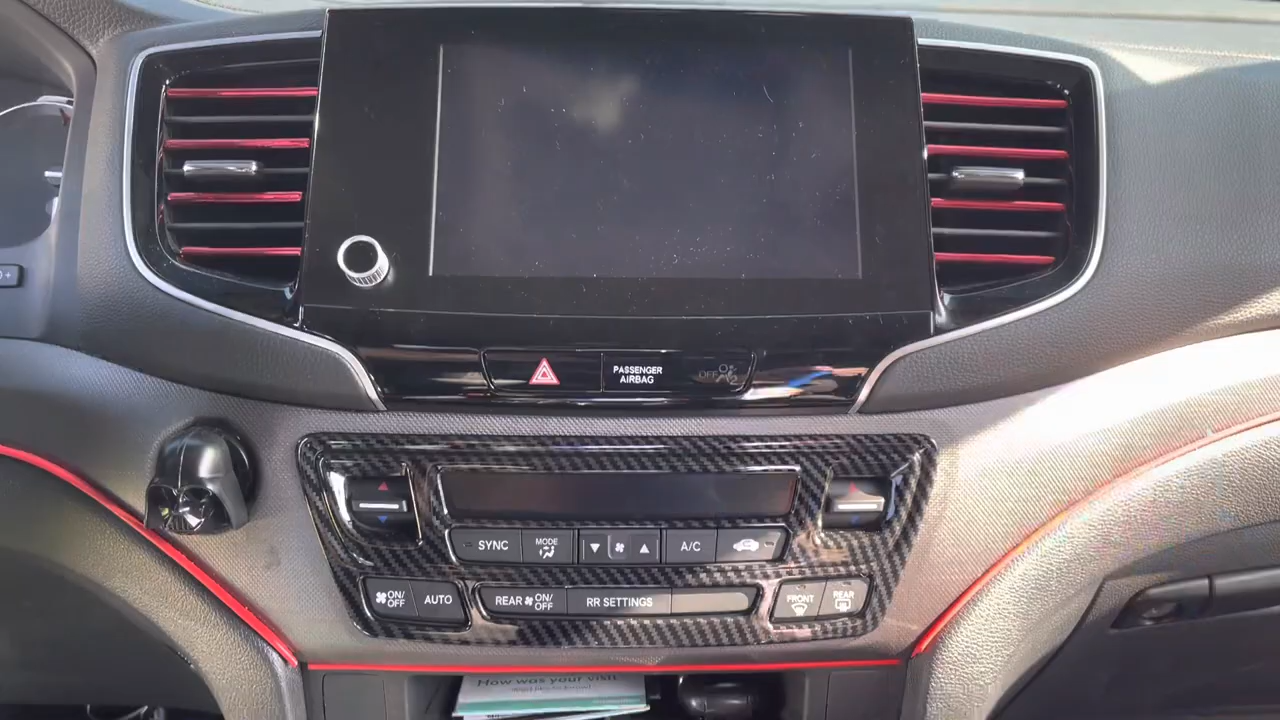 PASSENGER
AIRBAG
OFF
2
SYNC
MODE
A/C
ON/
OFF
AUTO
REAR ON/
OFF
RR SETTINGS
FRONT
REAR
How was your visit